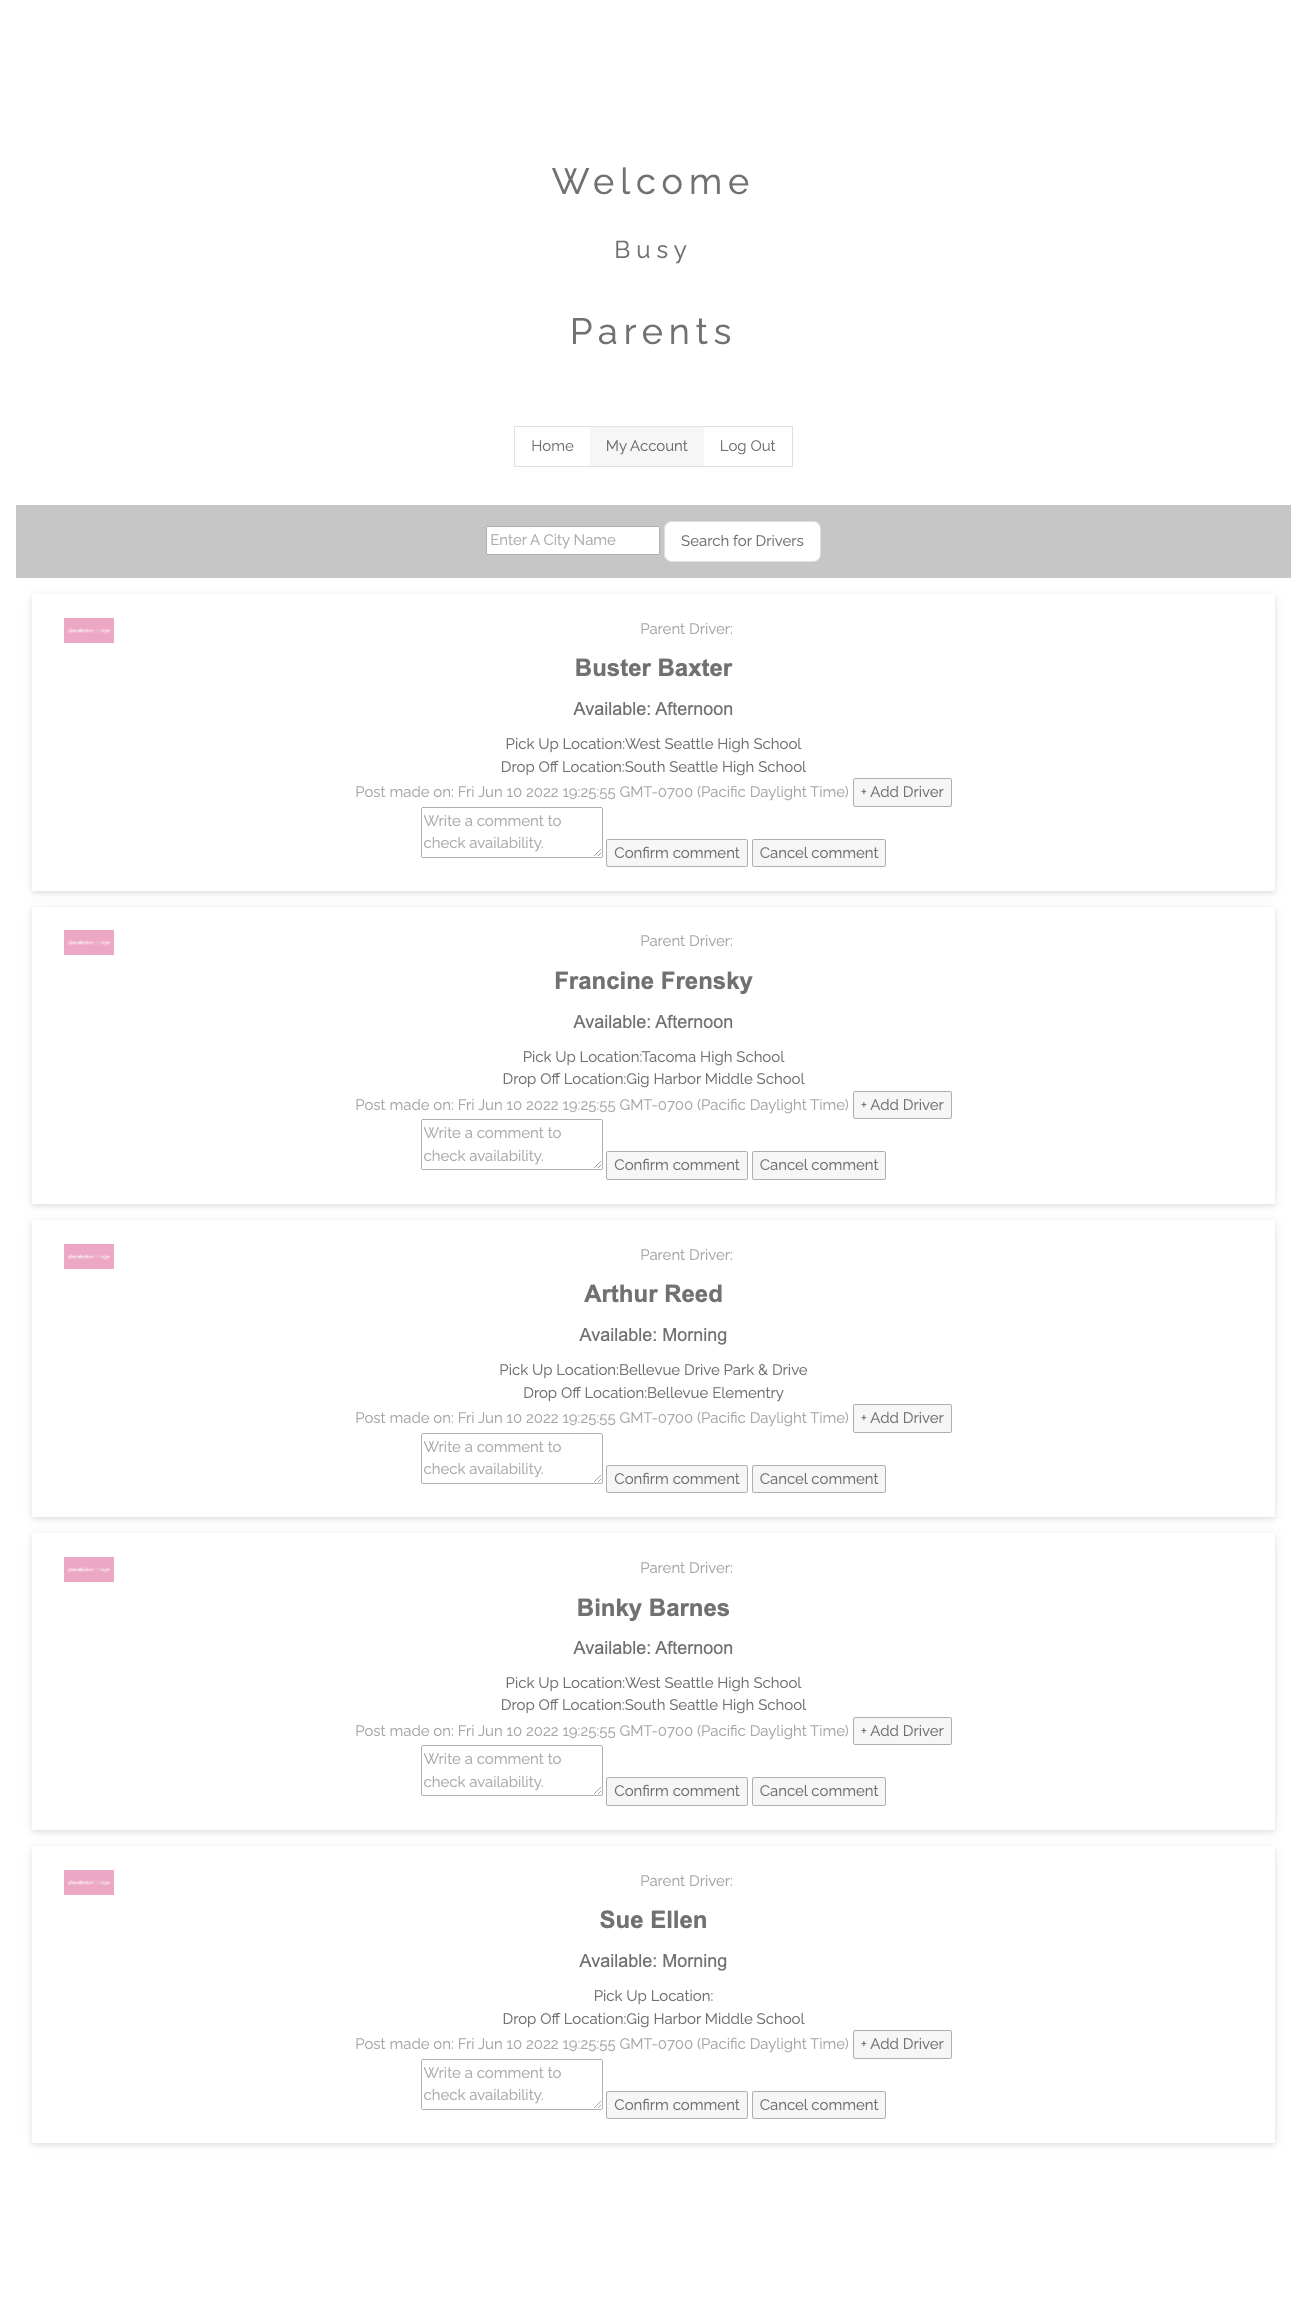 Welcome
Busy
Parents
Home My Account Log Out
Enter A City Name Search for Drivers
Parent Driver:
Buster Baxter
Available: Afternoon
Pick Up Location:West Seattle High School
Drop Off Location:South Seattle High School
Post made on: Fri Jun 10 2022 19:25:55 GMT-0700 (Pacific Daylight Time) + Add Driver
Write a comment to
check availability.
Confirm comment Cancel comment
Parent Driver:
Francine Frensky
Available: Afternoon
Pick Up Location:Tacoma High School
Drop Off Location:Gig Harbor Middle School
Post made on: Fri Jun 10 2022 19:25:55 GMT-0700 (Pacific Daylight Time) + Add Driver
Write a comment to
check availability.
Confirm comment Cancel comment
Parent Driver:
Arthur Reed
Available: Morning
Pick Up Location:Bellevue Drive Park & Drive
Drop Off Location:Bellevue Elementry
Post made on: Fri Jun 10 2022 19:25:55 GMT-0700 (Pacific Daylight Time) + Add Driver
Write a comment to
check availability.
Confirm comment Cancel comment
Parent Driver:
Binky Barnes
Available: Afternoon
Pick Up Location:West Seattle High School
Drop Off Location:South Seattle High School
Post made on: Fri Jun 10 2022 19:25:55 GMT-0700 (Pacific Daylight Time) + Add Driver
Write a comment to
check availability.
Confirm comment Cancel comment
Parent Driver:
Sue Ellen
Available: Morning
Pick Up Location:
Drop Off Location:Gig Harbor Middle School
Post made on: Fri Jun 10 2022 19:25:55 GMT-0700 (Pacific Daylight Time) + Add Driver
Write a comment to
check availability.
Confirm comment Cancel comment